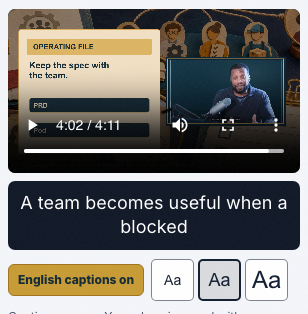 OPERATING FILE
Keep the spec with
the team.
PRD
Pod
4:02 / 4:11
A team becomes useful when a
blocked
English captions on
Aa
Aa
Aa